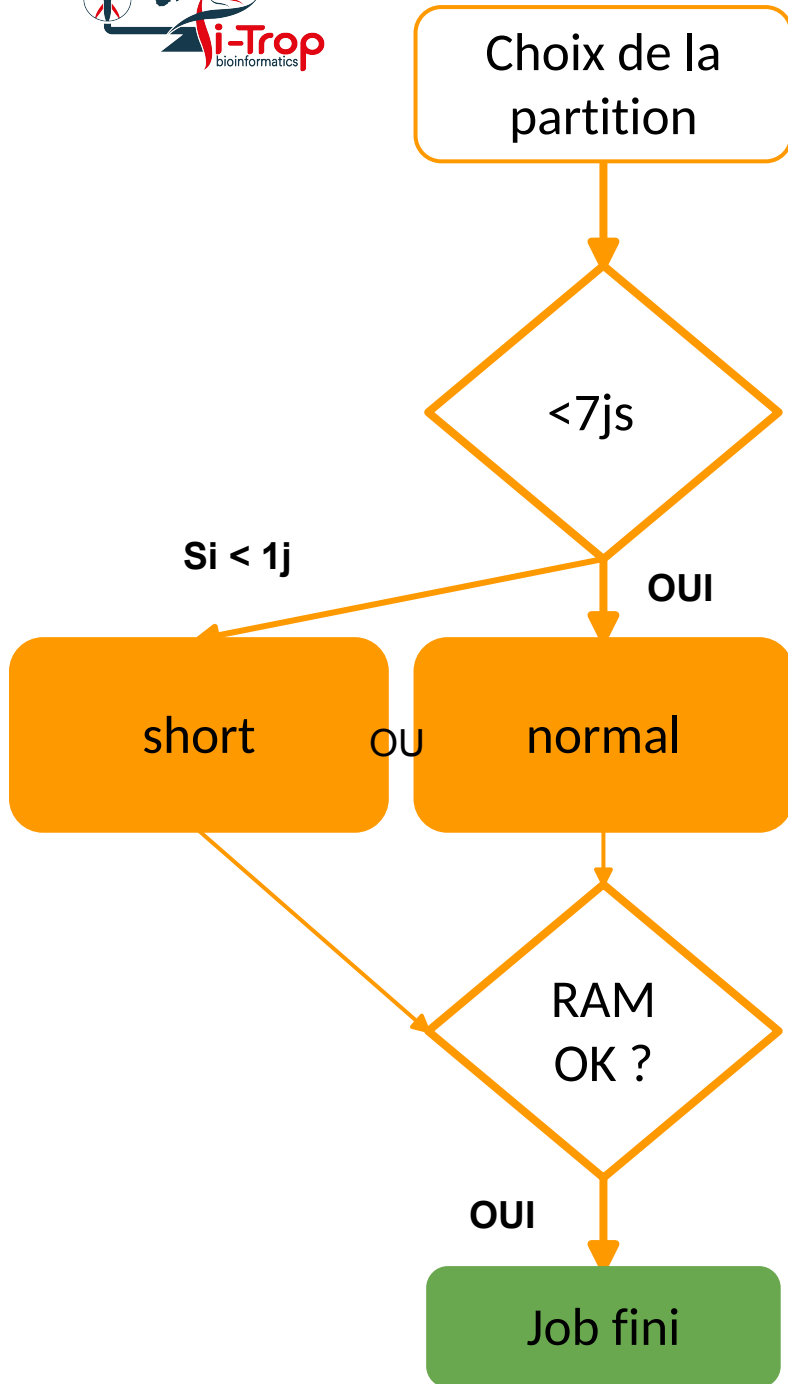 i-Trop
bioinformatics
Choix de la
partition
<7js
Si < 1j
OUI
short
OU
normal
RAM
OK ?
OUI
Job fini